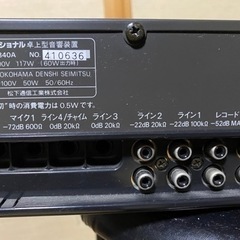 ショナル 卓上型音響装置
840A NO. 410636
00V 117W (60W出力時)
YOKOHAMA DENSHI SEIMITSU
100V 50W 50/60Hz
松下通信工業株式会社
切"時の消費電力は0.5Wです。
マイク1 ライン4/チャイム ライン3 ライン2 ライン1 レコード
-72dB 600Ω 0dB 20kΩ 0dB 20kΩ -22dB 20kΩ -22dB 100kΩ -52dB MA